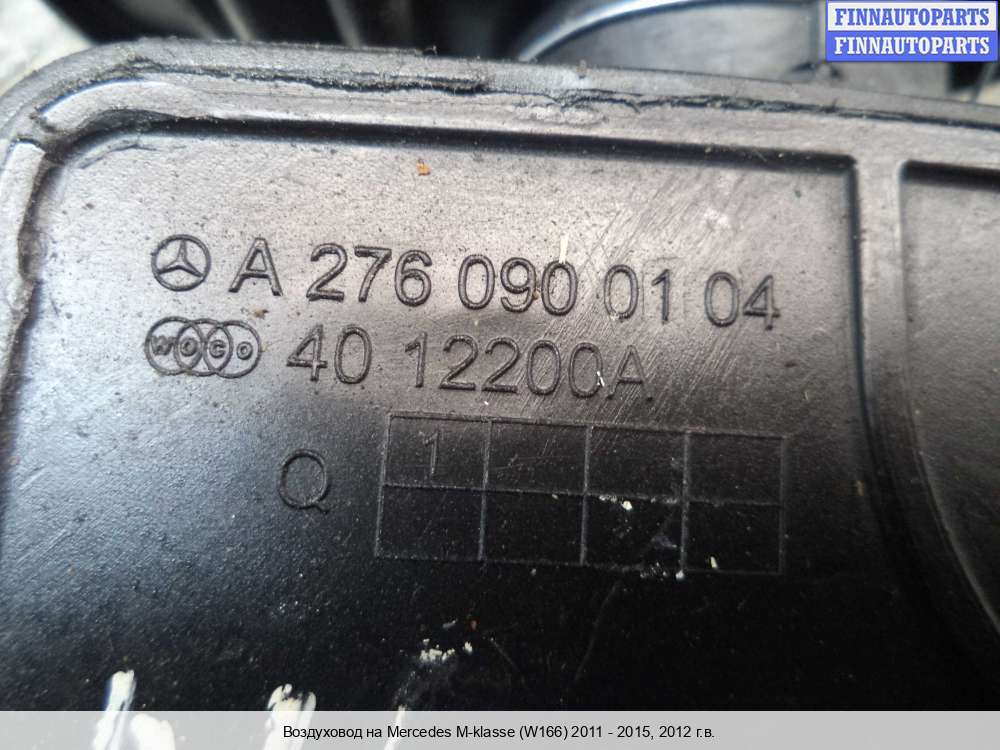 FINNAUTOPARTS
FINNAUTOPARTS
A 276 090 01 04
WOCO 40 12200A
Q 1
Воздуховод на Mercedes M-klasse (W166) 2011 - 2015, 2012 г.в.